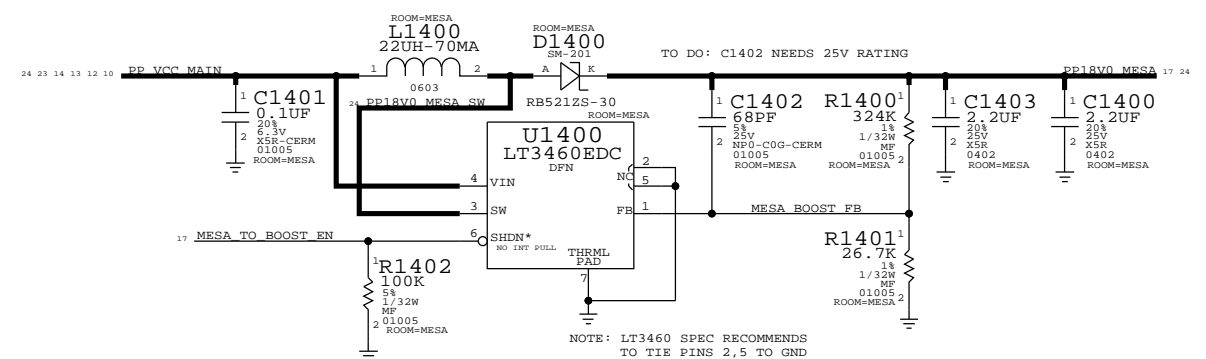 ROOM=MESA
L1400
22UH-70MA
1 2
0603
ROOM=MESA
D1400
SM-201
A K
RB521ZS-30
ROOM=MESA
TO DO: C1402 NEEDS 25V RATING
24 23 14 13 12 10 PP_VCC_MAIN
PP18V0_MESA 17 24
24 PP18V0_MESA_SW
1
C1401
0.1UF
20%
6.3V
X5R-CERM
01005
ROOM=MESA
2
U1400
LT3460EDC
DFN
4 VIN
3 SW
6 SHDN*
NO INT PULL
THRML
PAD
7
2
NC
5
FB 1
1
C1402
68PF
5%
25V
NP0-C0G-CERM
01005
ROOM=MESA
2
R1400
1
324K
1%
1/32W
MF
01005
2
ROOM=MESA
1
C1403
2.2UF
20%
25V
X5R
0402
ROOM=MESA
2
1
C1400
2.2UF
20%
25V
X5R
0402
ROOM=MESA
2
MESA_BOOST_FB
17 MESA_TO_BOOST_EN
1
R1402
100K
5%
1/32W
MF
01005
2
ROOM=MESA
R1401
1
26.7K
1%
1/32W
MF
01005
ROOM=MESA
2
NOTE: LT3460 SPEC RECOMMENDS
TO TIE PINS 2,5 TO GND